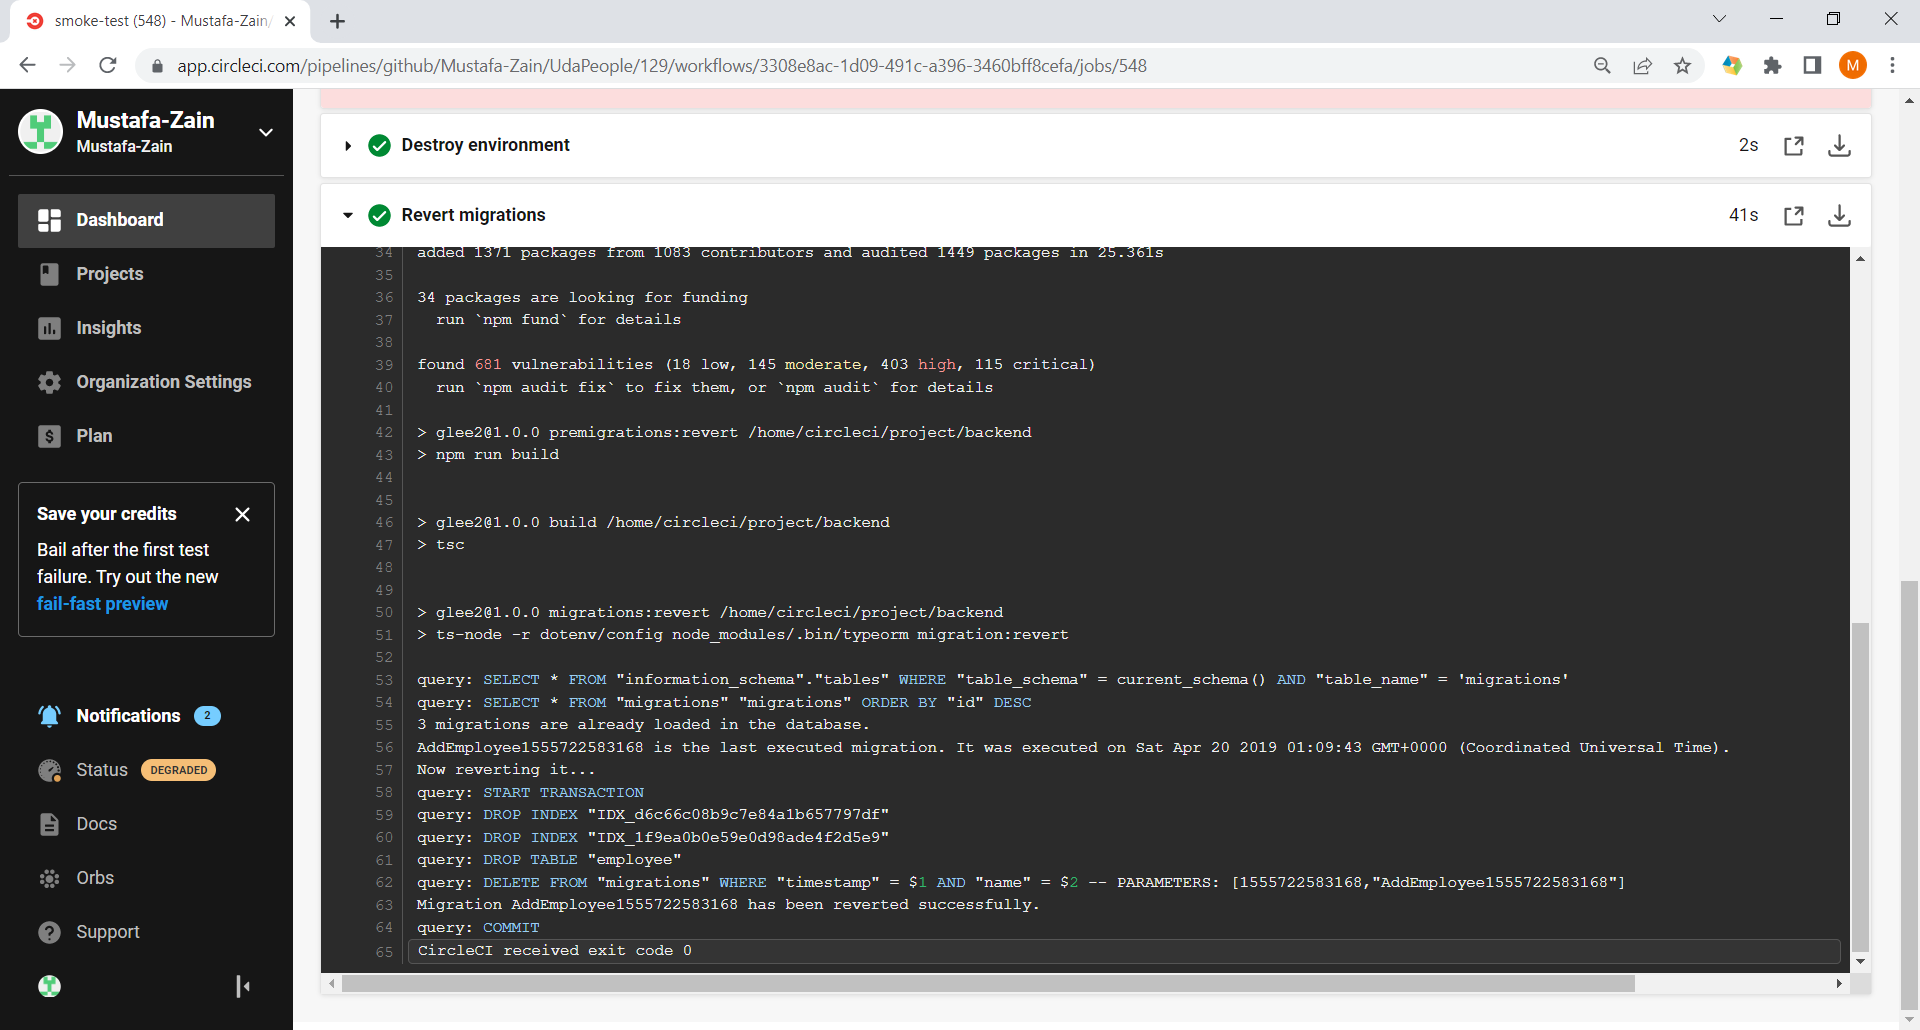 smoke-test (548) - Mustafa-Zain/
app.circleci.com/pipelines/github/Mustafa-Zain/UdaPeople/129/workflows/3308e8ac-1d09-491c-a396-3460bff8cefa/jobs/548
M
Mustafa-Zain
Mustafa-Zain
Dashboard
Projects
Insights
Organization Settings
Plan
Save your credits
Bail after the first test
failure. Try out the new
fail-fast preview
Notifications 2
Status DEGRADED
Docs
Orbs
Support
Destroy environment 2s
Revert migrations 41s
34 added 1371 packages from 1083 contributors and audited 1449 packages in 25.361s
35
36 34 packages are looking for funding
37 run `npm fund` for details
38
39 found 681 vulnerabilities (18 low, 145 moderate, 403 high, 115 critical)
40 run `npm audit fix` to fix them, or `npm audit` for details
41
42 > glee2@1.0.0 premigrations:revert /home/circleci/project/backend
43 > npm run build
44
45
46 > glee2@1.0.0 build /home/circleci/project/backend
47 > tsc
48
49
50 > glee2@1.0.0 migrations:revert /home/circleci/project/backend
51 > ts-node -r dotenv/config node_modules/.bin/typeorm migration:revert
52
53 query: SELECT * FROM "information_schema"."tables" WHERE "table_schema" = current_schema() AND "table_name" = 'migrations'
54 query: SELECT * FROM "migrations" "migrations" ORDER BY "id" DESC
55 3 migrations are already loaded in the database.
56 AddEmployee1555722583168 is the last executed migration. It was executed on Sat Apr 20 2019 01:09:43 GMT+0000 (Coordinated Universal Time).
57 Now reverting it...
58 query: START TRANSACTION
59 query: DROP INDEX "IDX_d6c66c08b9c7e84a1b657797df"
60 query: DROP INDEX "IDX_1f9ea0b0e59e0d98ade4f2d5e9"
61 query: DROP TABLE "employee"
62 query: DELETE FROM "migrations" WHERE "timestamp" = $1 AND "name" = $2 -- PARAMETERS: [1555722583168,"AddEmployee1555722583168"]
63 Migration AddEmployee1555722583168 has been reverted successfully.
64 query: COMMIT
65 CircleCI received exit code 0